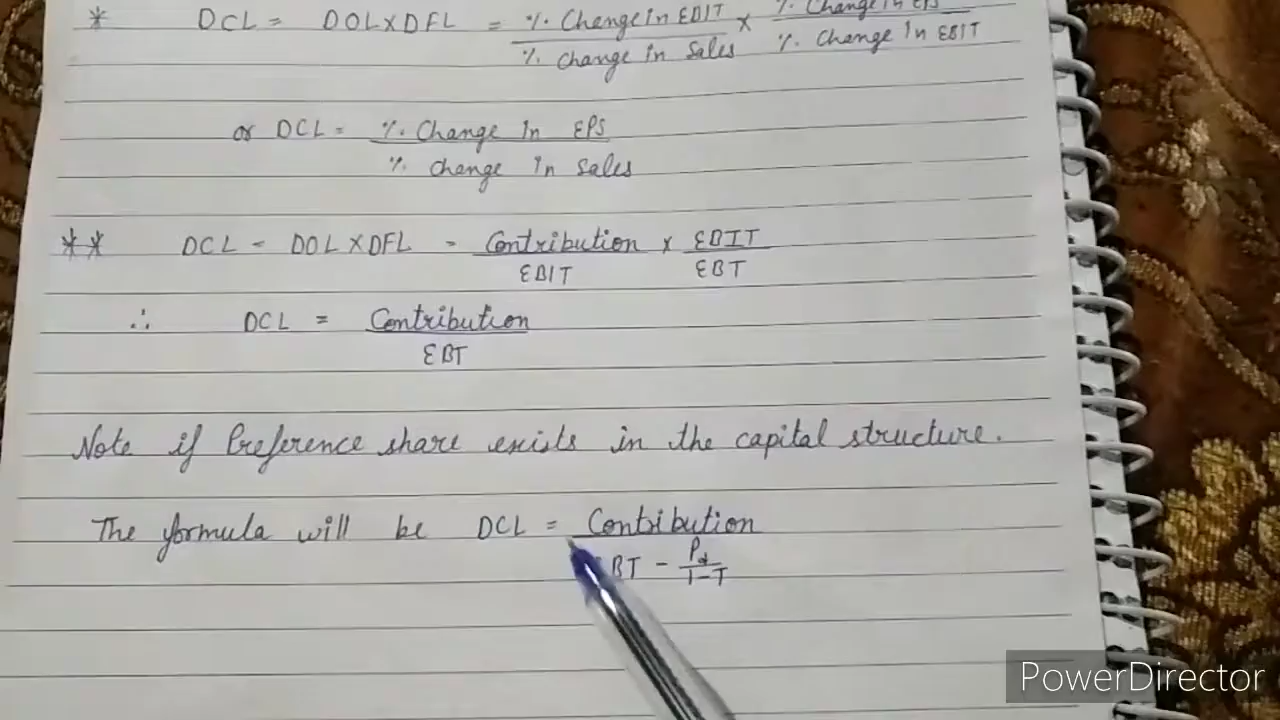 * DCL = DOL X DFL = %. Change in EBIT / %. Change in Sales x %. Change in EPS / %. Change In EBIT
or DCL = %. Change In EPS / %. Change In Sales
** DCL = DOL X DFL = Contribution / EBIT x EBIT / EBT
∴ DCL = Contribution / EBT
Note if Preference share exists in the capital structure.
The formula will be DCL = Contribution / BT - Pd / 1-T
PowerDirector